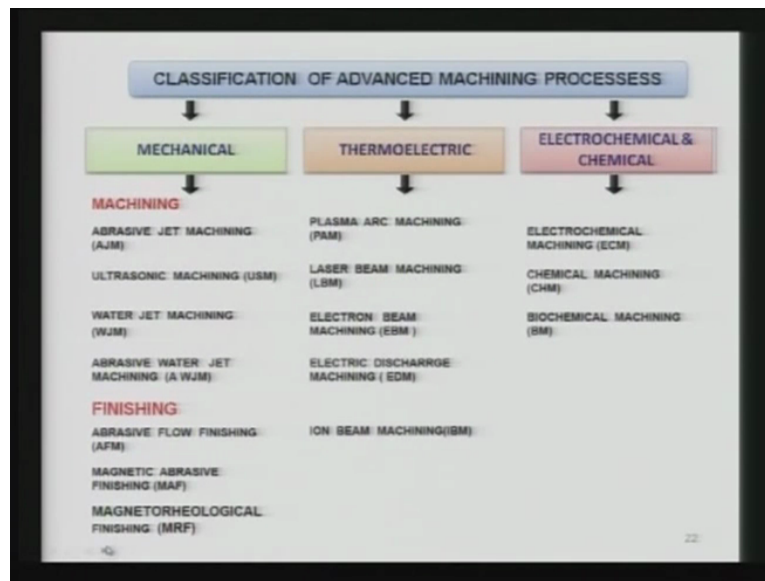 CLASSIFICATION OF ADVANCED MACHINING PROCESSESS
MECHANICAL
MACHINING
ABRASIVE JET MACHINING
(AJM)
ULTRASONIC MACHINING (USM)
WATER JET MACHINING
(WJM)
ABRASIVE WATER JET
MACHINING (A WJM)
FINISHING
ABRASIVE FLOW FINISHING
(AFM)
MAGNETIC ABRASIVE
FINISHING (MAF)
MAGNETORHEOLOGICAL
FINISHING (MRF)
THERMOELECTRIC
PLASMA ARC MACHINING
(PAM)
LASER BEAM MACHINING
(LBM)
ELECTRON BEAM
MACHINING (EBM )
ELECTRIC DISCHARRGE
MACHINING ( EDM)
ION BEAM MACHINING(IBM)
ELECTROCHEMICAL &
CHEMICAL
ELECTROCHEMICAL
MACHINING (ECM)
CHEMICAL MACHINING
(CHM)
BIOCHEMICAL MACHINING
(BM)
22